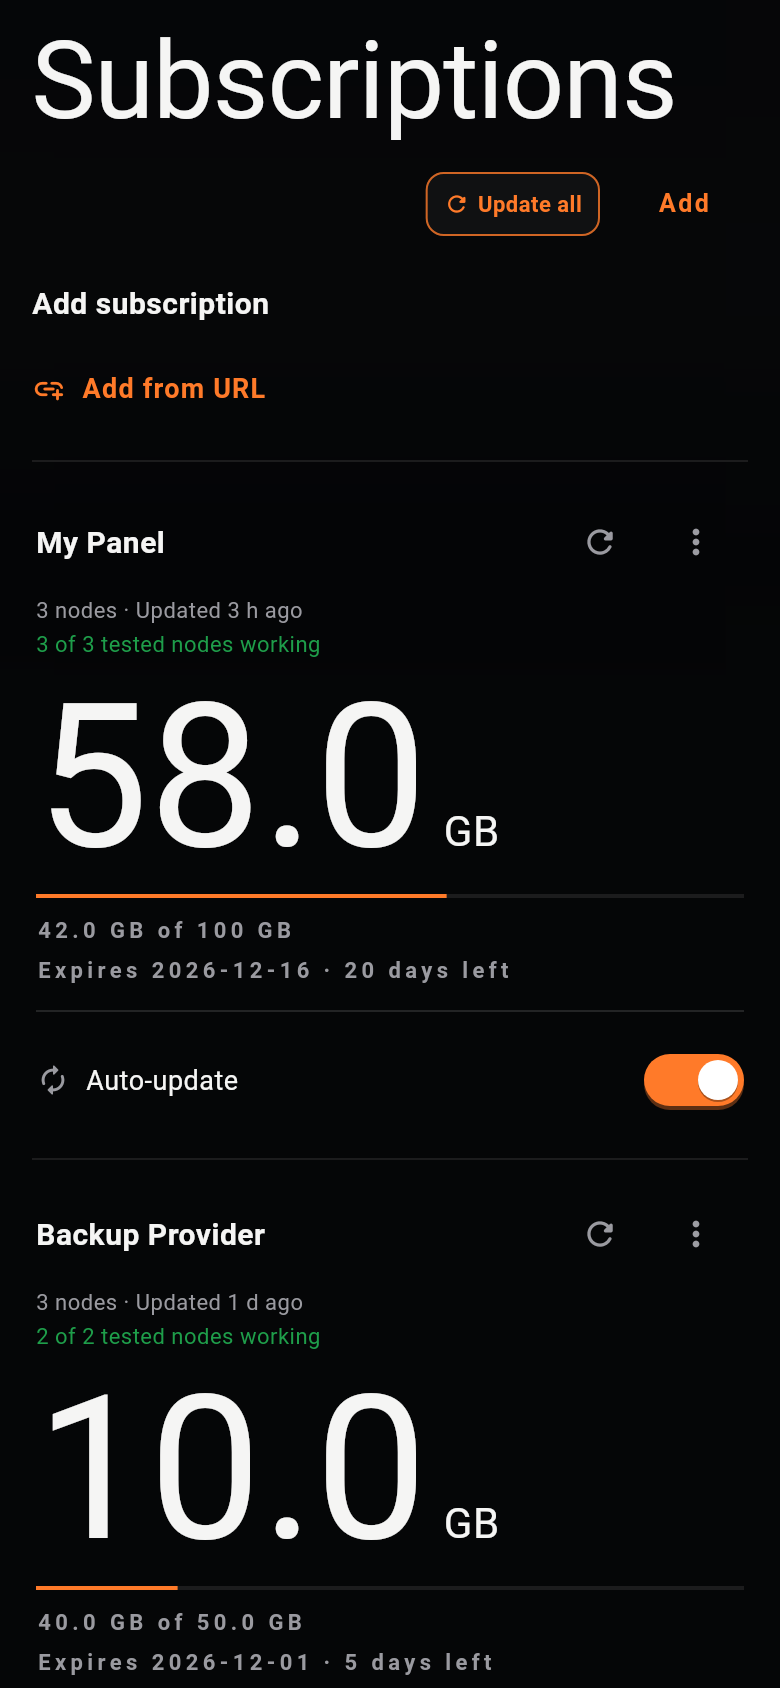 Subscriptions
Update all
Add
Add subscription
Add from URL
My Panel
3 nodes · Updated 3 h ago
3 of 3 tested nodes working
58.0 GB
42.0 GB of 100 GB
Expires 2026-12-16 · 20 days left
Auto-update
Backup Provider
3 nodes · Updated 1 d ago
2 of 2 tested nodes working
10.0 GB
40.0 GB of 50.0 GB
Expires 2026-12-01 · 5 days left